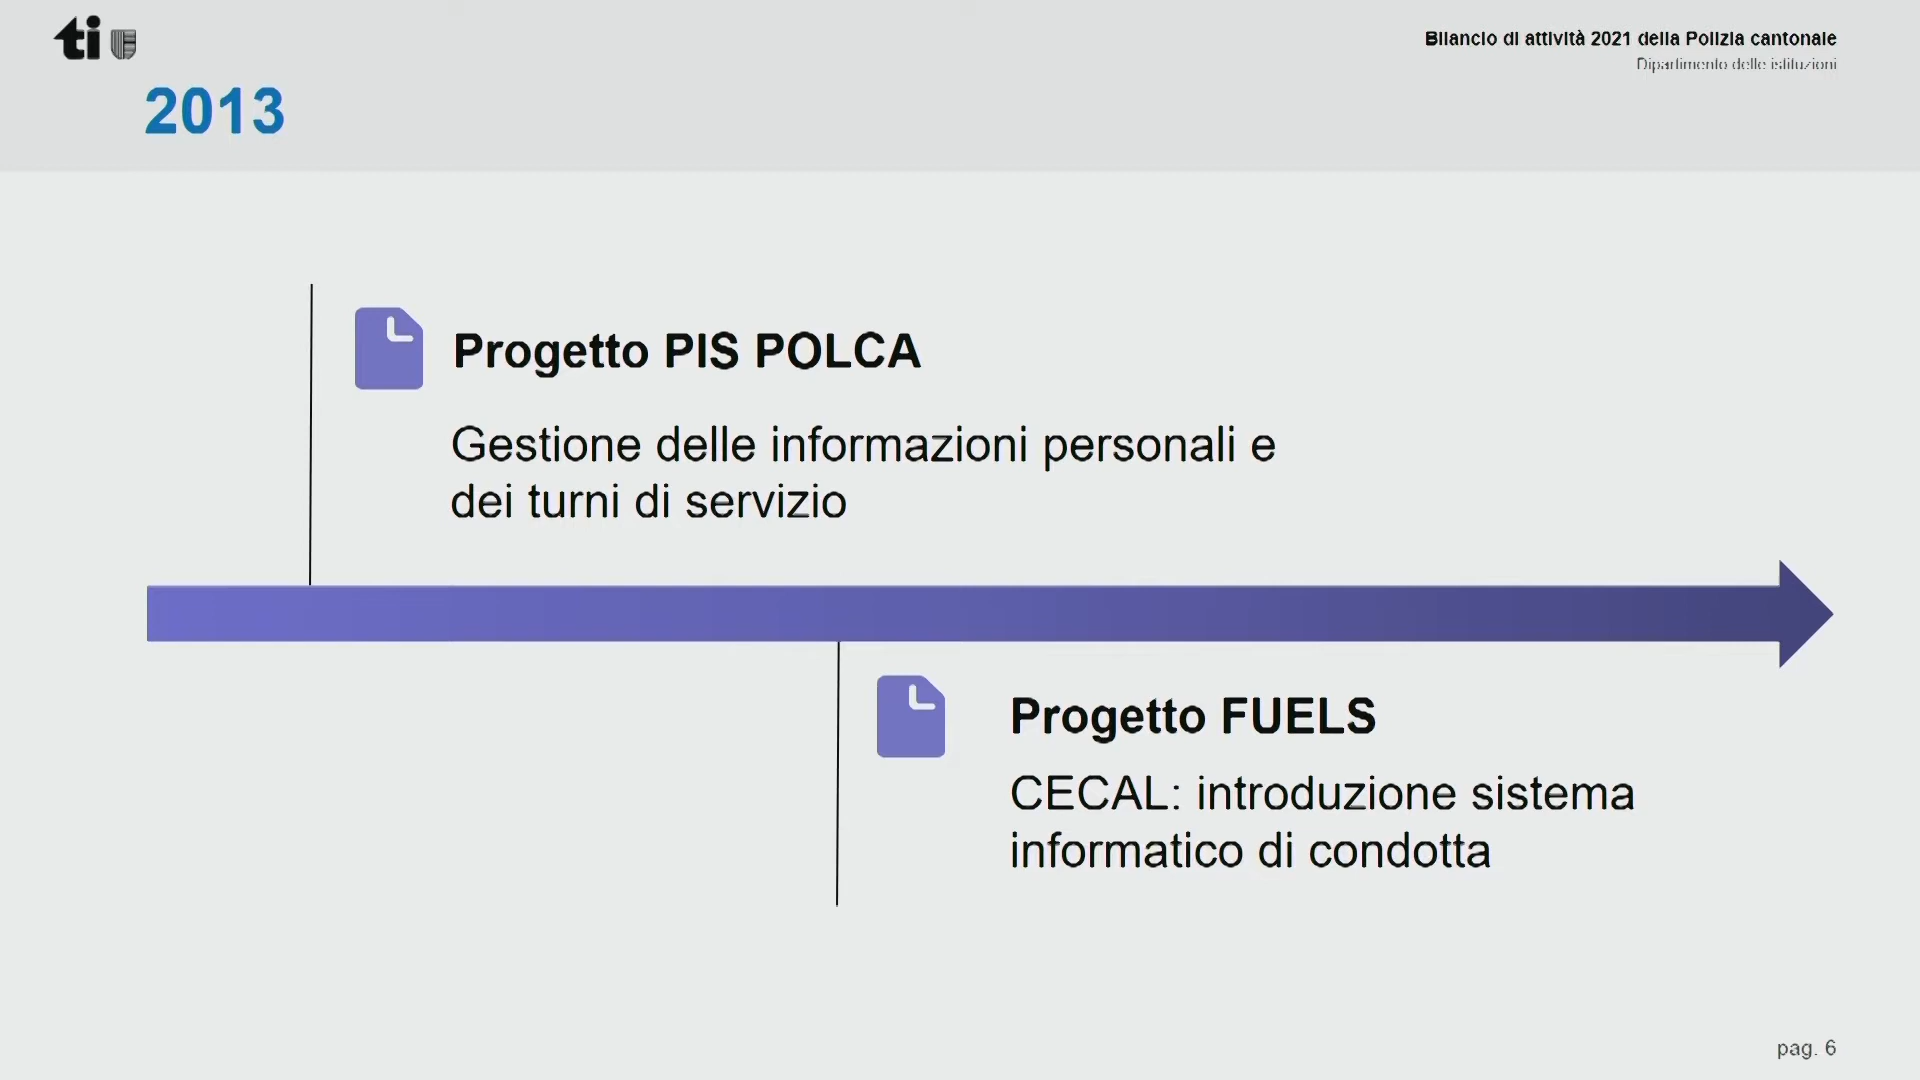 ti
Bilancio di attività 2021 della Polizia cantonale
Dipartimento delle istituzioni
2013
Progetto PIS POLCA
Gestione delle informazioni personali e
dei turni di servizio
Progetto FUELS
CECAL: introduzione sistema
informatico di condotta
pag. 6